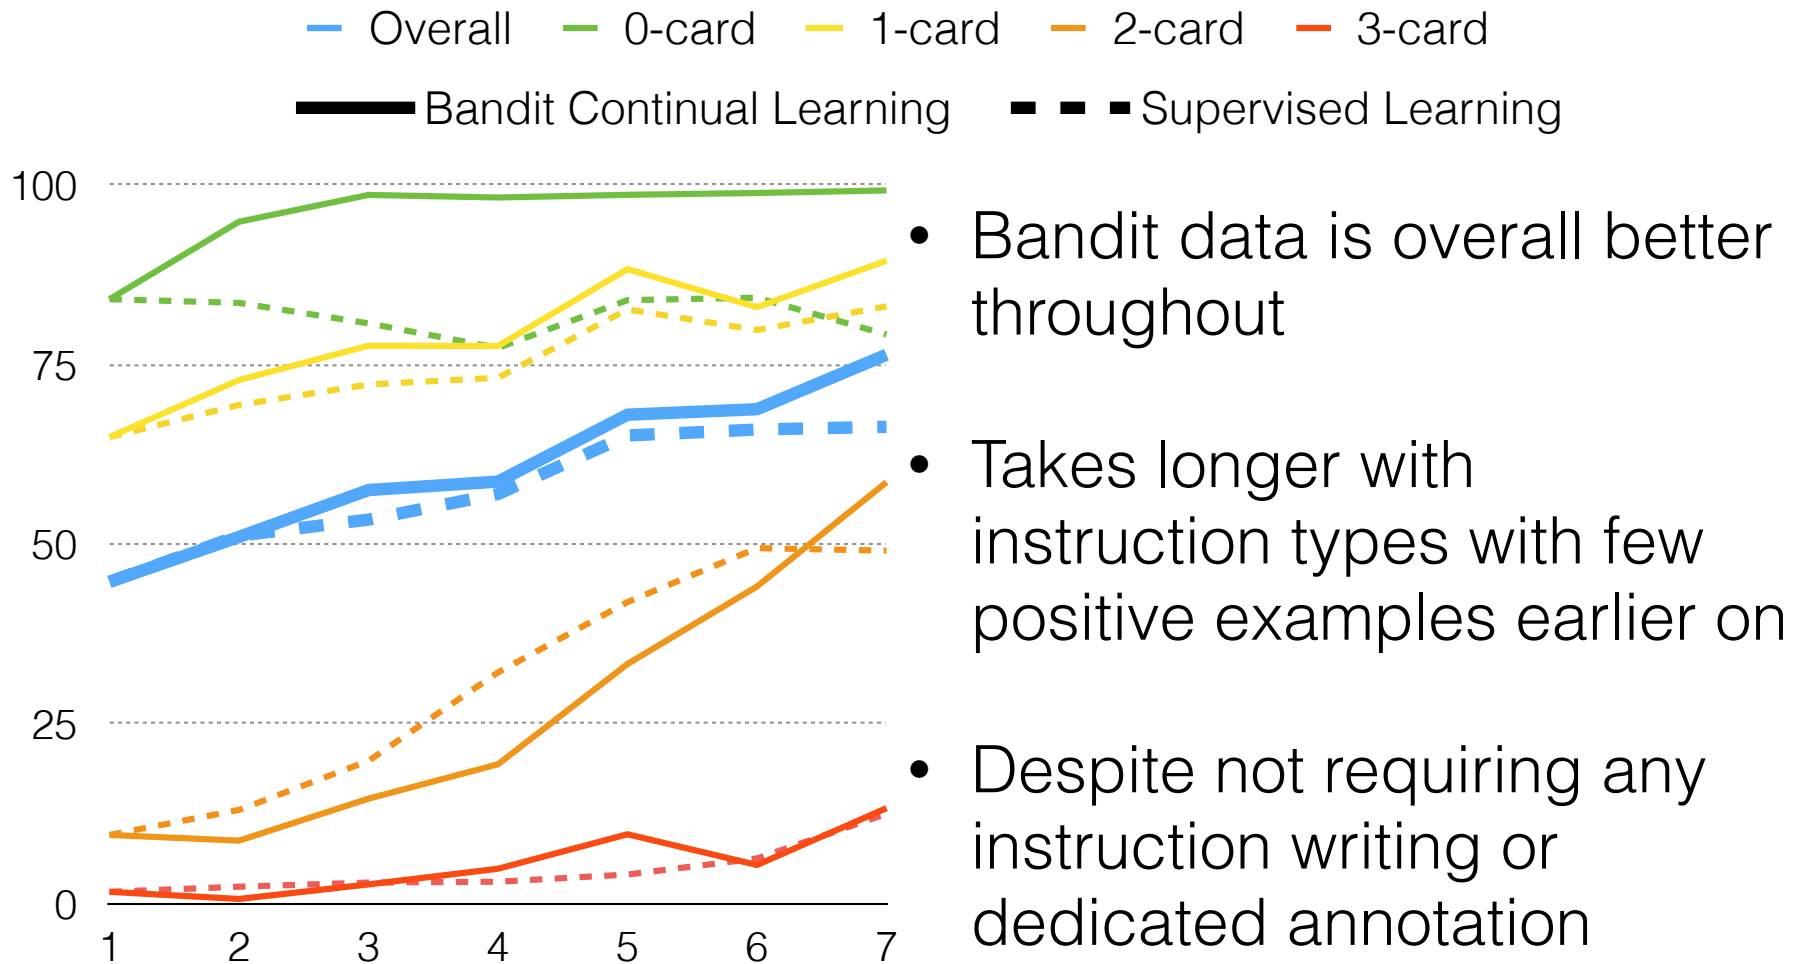 Overall 0-card 1-card 2-card 3-card
Bandit Continual Learning Supervised Learning
100
75
50
25
0
1 2 3 4 5 6 7
• Bandit data is overall better
throughout
• Takes longer with
instruction types with few
positive examples earlier on
• Despite not requiring any
instruction writing or
dedicated annotation